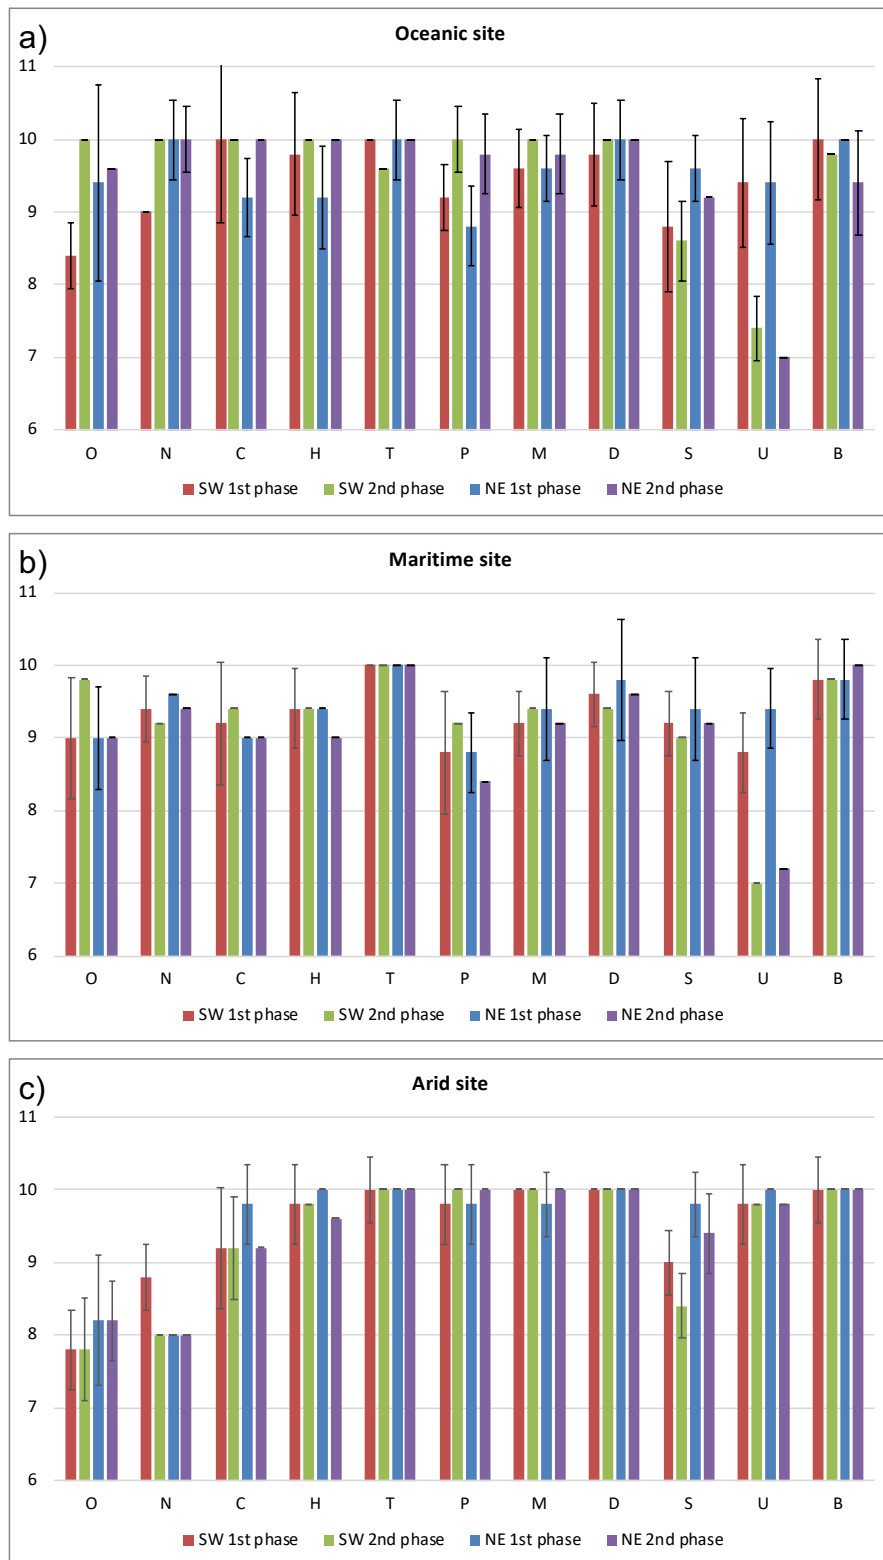 a)
Oceanic site
11
10
9
8
7
6
O N C H T P M D S U B
SW 1st phase SW 2nd phase NE 1st phase NE 2nd phase
b)
Maritime site
11
10
9
8
7
6
O N C H T P M D S U B
SW 1st phase SW 2nd phase NE 1st phase NE 2nd phase
c)
Arid site
11
10
9
8
7
6
O N C H T P M D S U B
SW 1st phase SW 2nd phase NE 1st phase NE 2nd phase